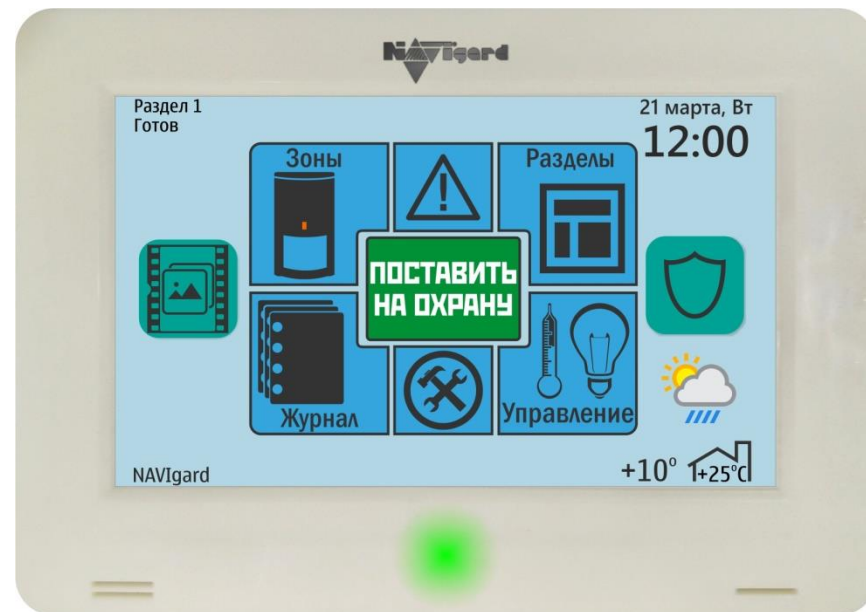 NAVIgard
Раздел 1
Готов
21 марта, Вт
12:00
Зоны
Разделы
ПОСТАВИТЬ
НА ОХРАНУ
Журнал
Управление
NAVIgard
+10°
+25°C